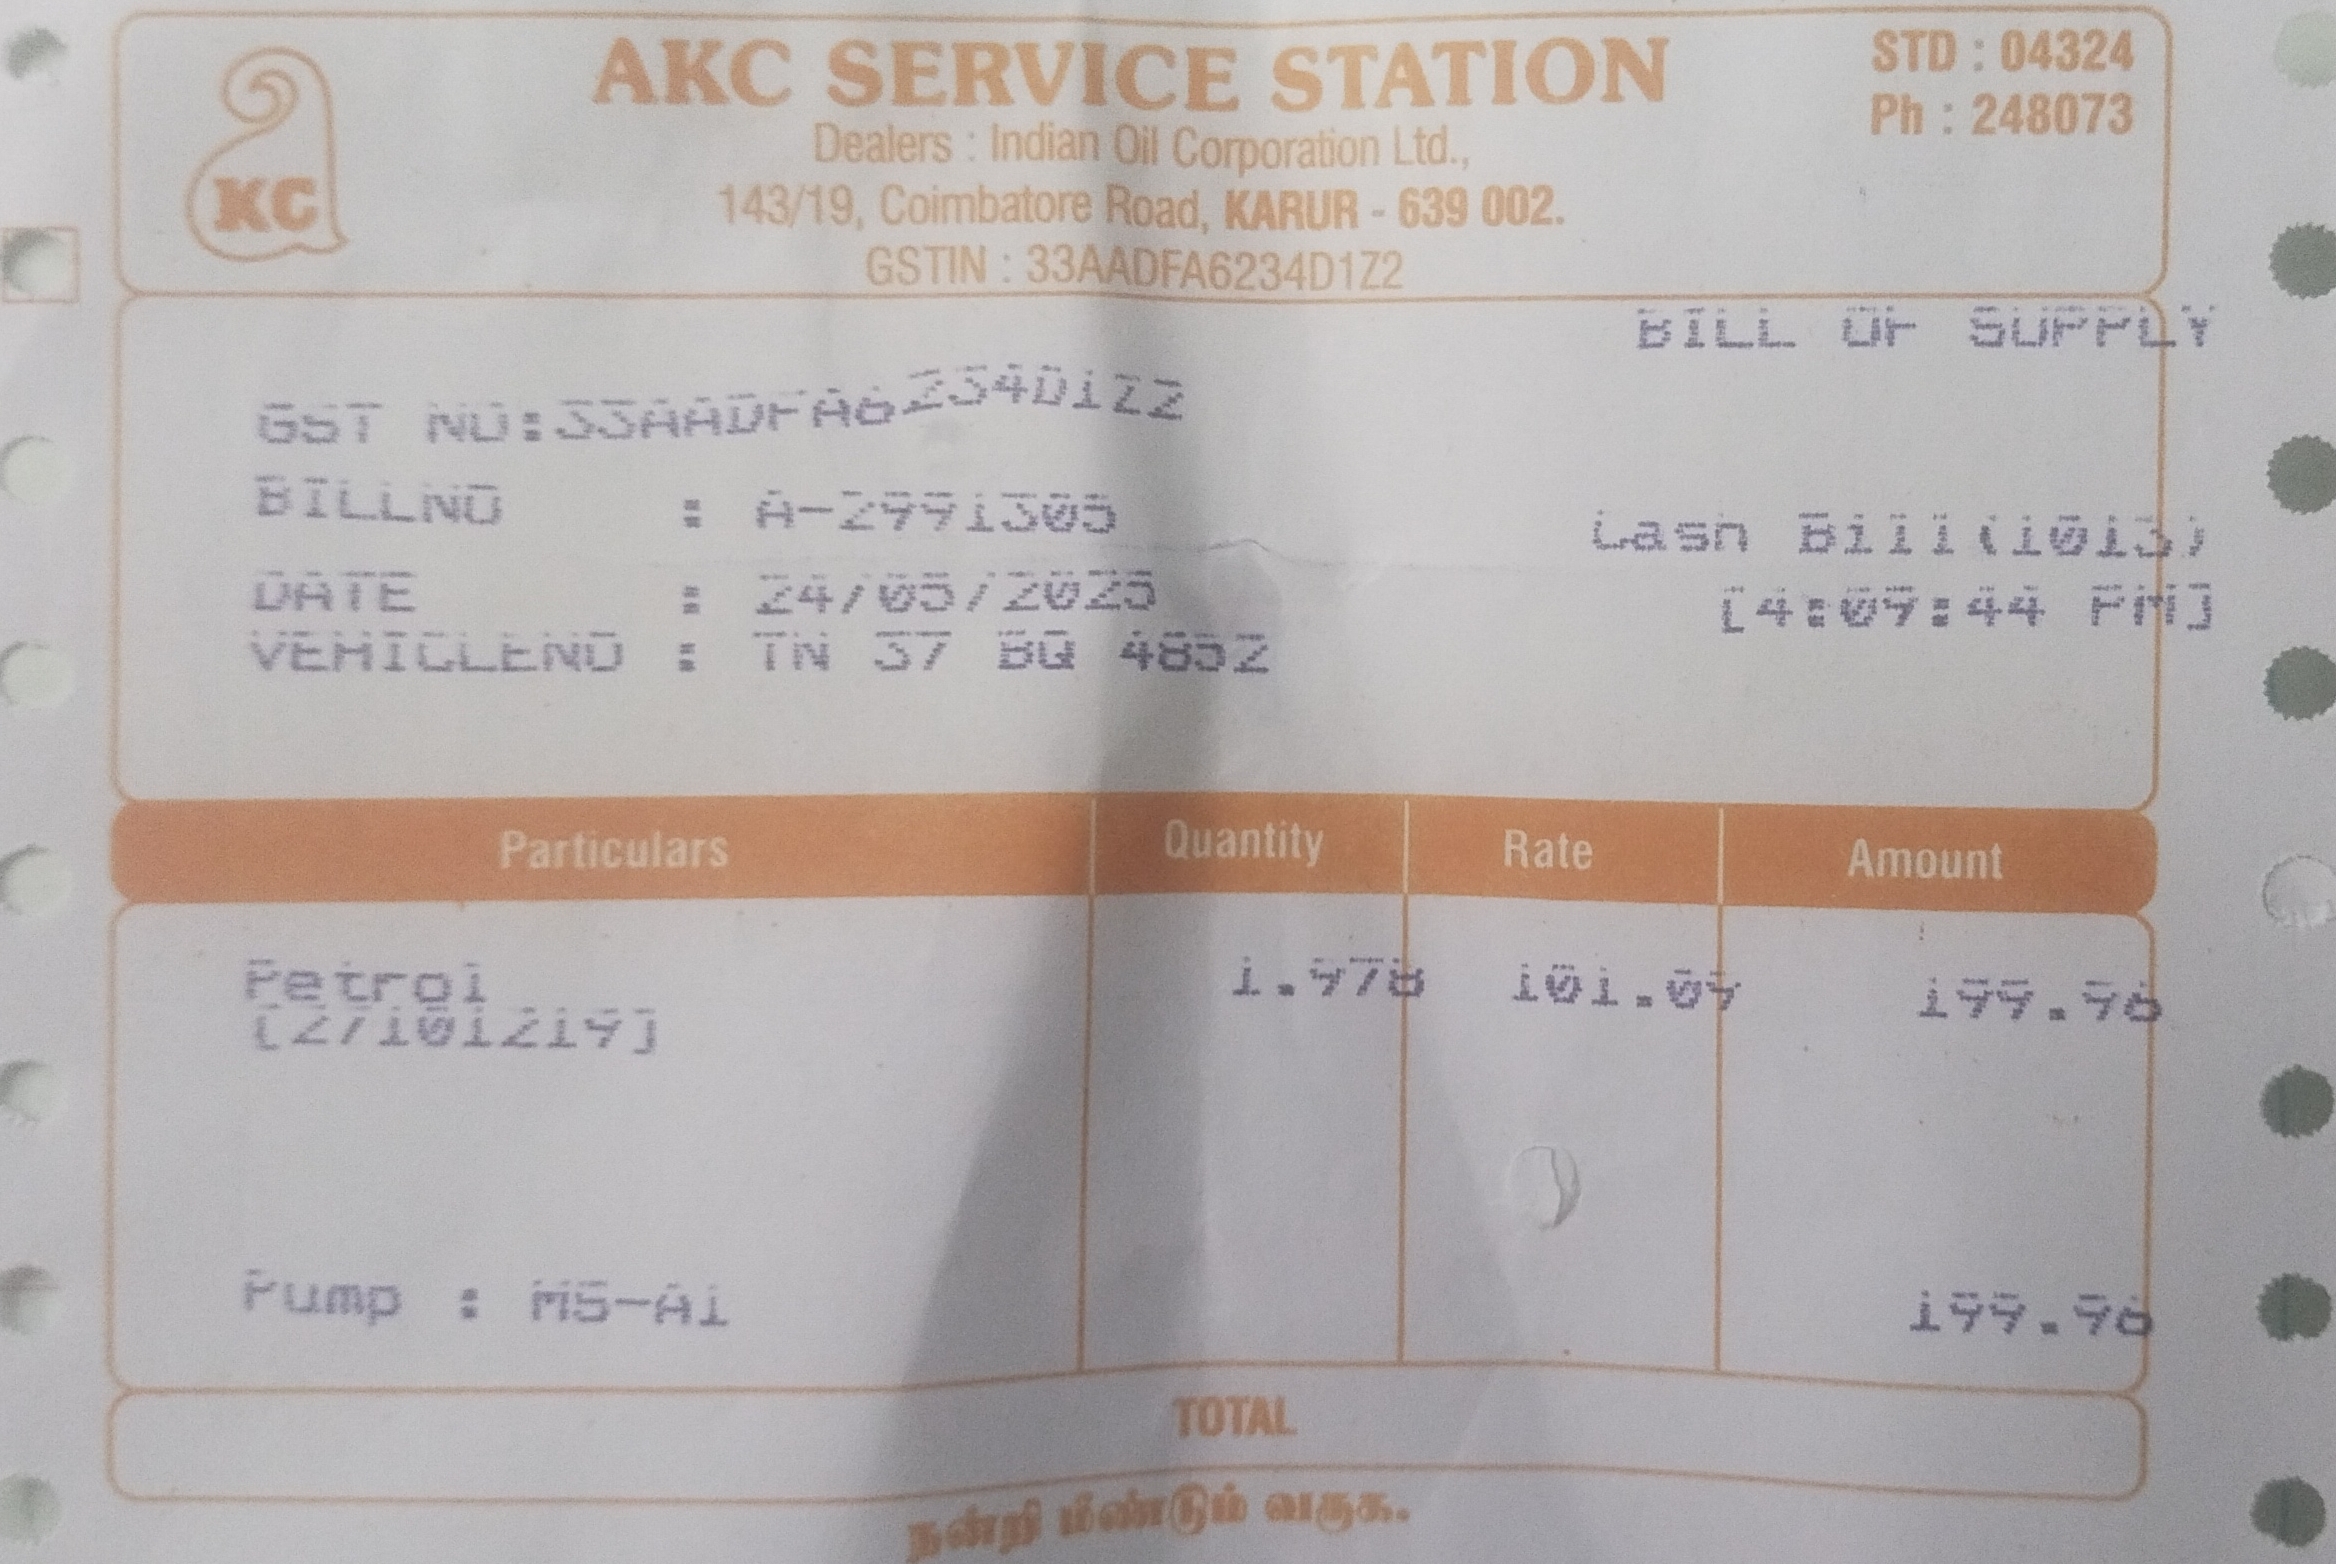 KC
AKC SERVICE STATION
STD : 04324
Ph : 248073
Dealers : Indian Oil Corporation Ltd.,
143/19, Coimbatore Road, KARUR - 639 002.
GSTIN : 33AADFA6234D1Z2
BILL OF SUPPLY
GST NO:33AADFA6234D1Z2
BILLNO : A-2991305
Cash Bill(1013)
DATE : 24/05/2025
[4:09:44 PM]
VEHICLENO : TN 37 BQ 4852
Particulars Quantity Rate Amount
Petrol 1.978 101.09 199.96
[27101219]
Pump : MS-A1 199.96
TOTAL
நன்றி மீண்டும் வருக.